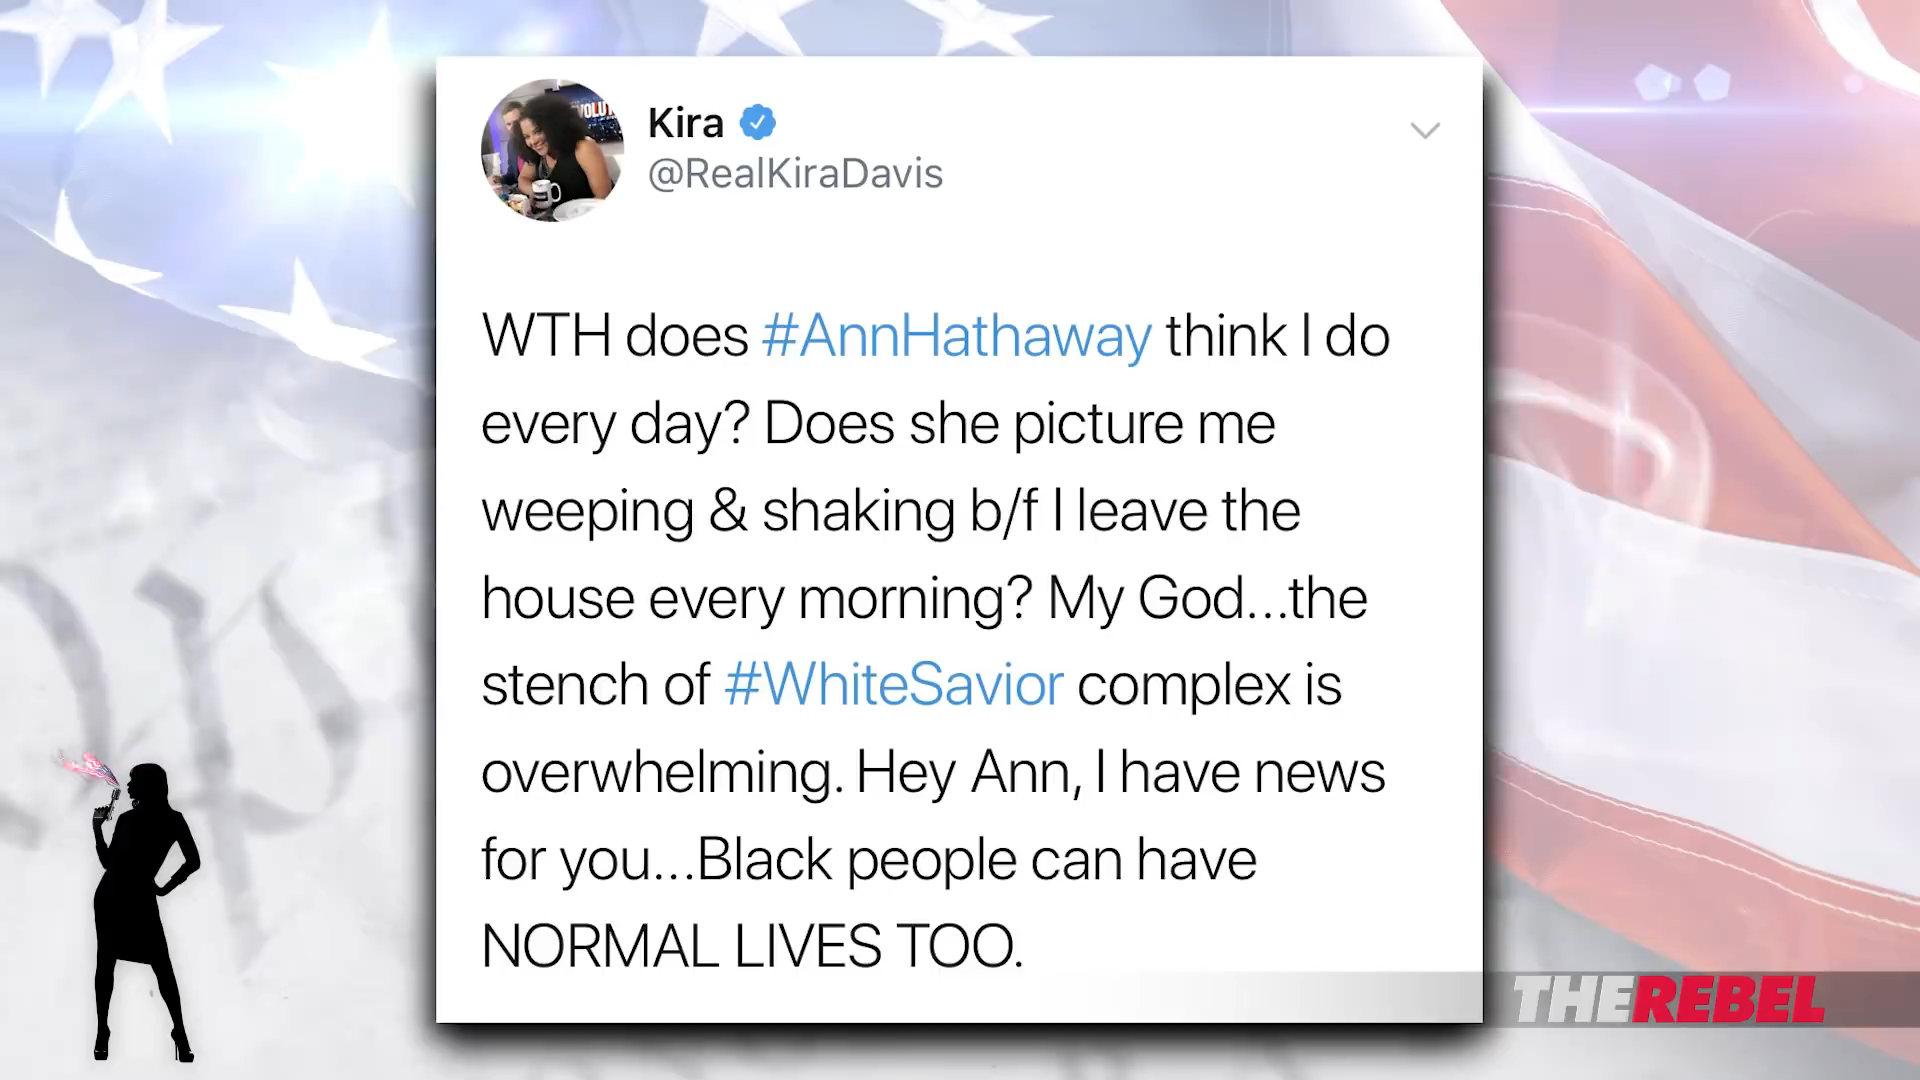 Kira
@RealKiraDavis
WTH does #AnnHathaway think I do
every day? Does she picture me
weeping & shaking b/f I leave the
house every morning? My God...the
stench of #WhiteSavior complex is
overwhelming. Hey Ann, I have news
for you...Black people can have
NORMAL LIVES TOO.
THEREBEL